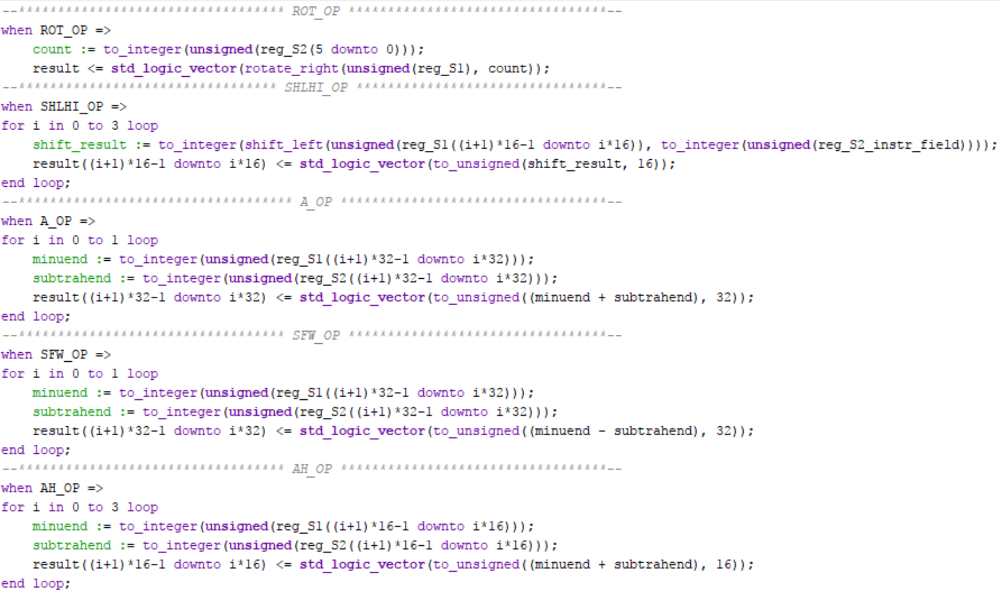 --********************************** ROT_OP *********************************--
when ROT_OP =>
    count := to_integer(unsigned(reg_S2(5 downto 0)));
    result <= std_logic_vector(rotate_right(unsigned(reg_S1), count));
--********************************* SHLHI_OP ********************************--
when SHLHI_OP =>
for i in 0 to 3 loop
    shift_result := to_integer(shift_left(unsigned(reg_S1((i+1)*16-1 downto i*16)), to_integer(unsigned(reg_S2_instr_field))));
    result((i+1)*16-1 downto i*16) <= std_logic_vector(to_unsigned(shift_result, 16));
end loop;
--*********************************** A_OP **********************************--
when A_OP =>
for i in 0 to 1 loop
    minuend := to_integer(unsigned(reg_S1((i+1)*32-1 downto i*32)));
    subtrahend := to_integer(unsigned(reg_S2((i+1)*32-1 downto i*32)));
    result((i+1)*32-1 downto i*32) <= std_logic_vector(to_unsigned((minuend + subtrahend), 32));
end loop;
--********************************** SFW_OP *********************************--
when SFW_OP =>
for i in 0 to 1 loop
    minuend := to_integer(unsigned(reg_S1((i+1)*32-1 downto i*32)));
    subtrahend := to_integer(unsigned(reg_S2((i+1)*32-1 downto i*32)));
    result((i+1)*32-1 downto i*32) <= std_logic_vector(to_unsigned((minuend - subtrahend), 32));
end loop;
--********************************** AH_OP **********************************--
when AH_OP =>
for i in 0 to 3 loop
    minuend := to_integer(unsigned(reg_S1((i+1)*16-1 downto i*16)));
    subtrahend := to_integer(unsigned(reg_S2((i+1)*16-1 downto i*16)));
    result((i+1)*16-1 downto i*16) <= std_logic_vector(to_unsigned((minuend + subtrahend), 16));
end loop;